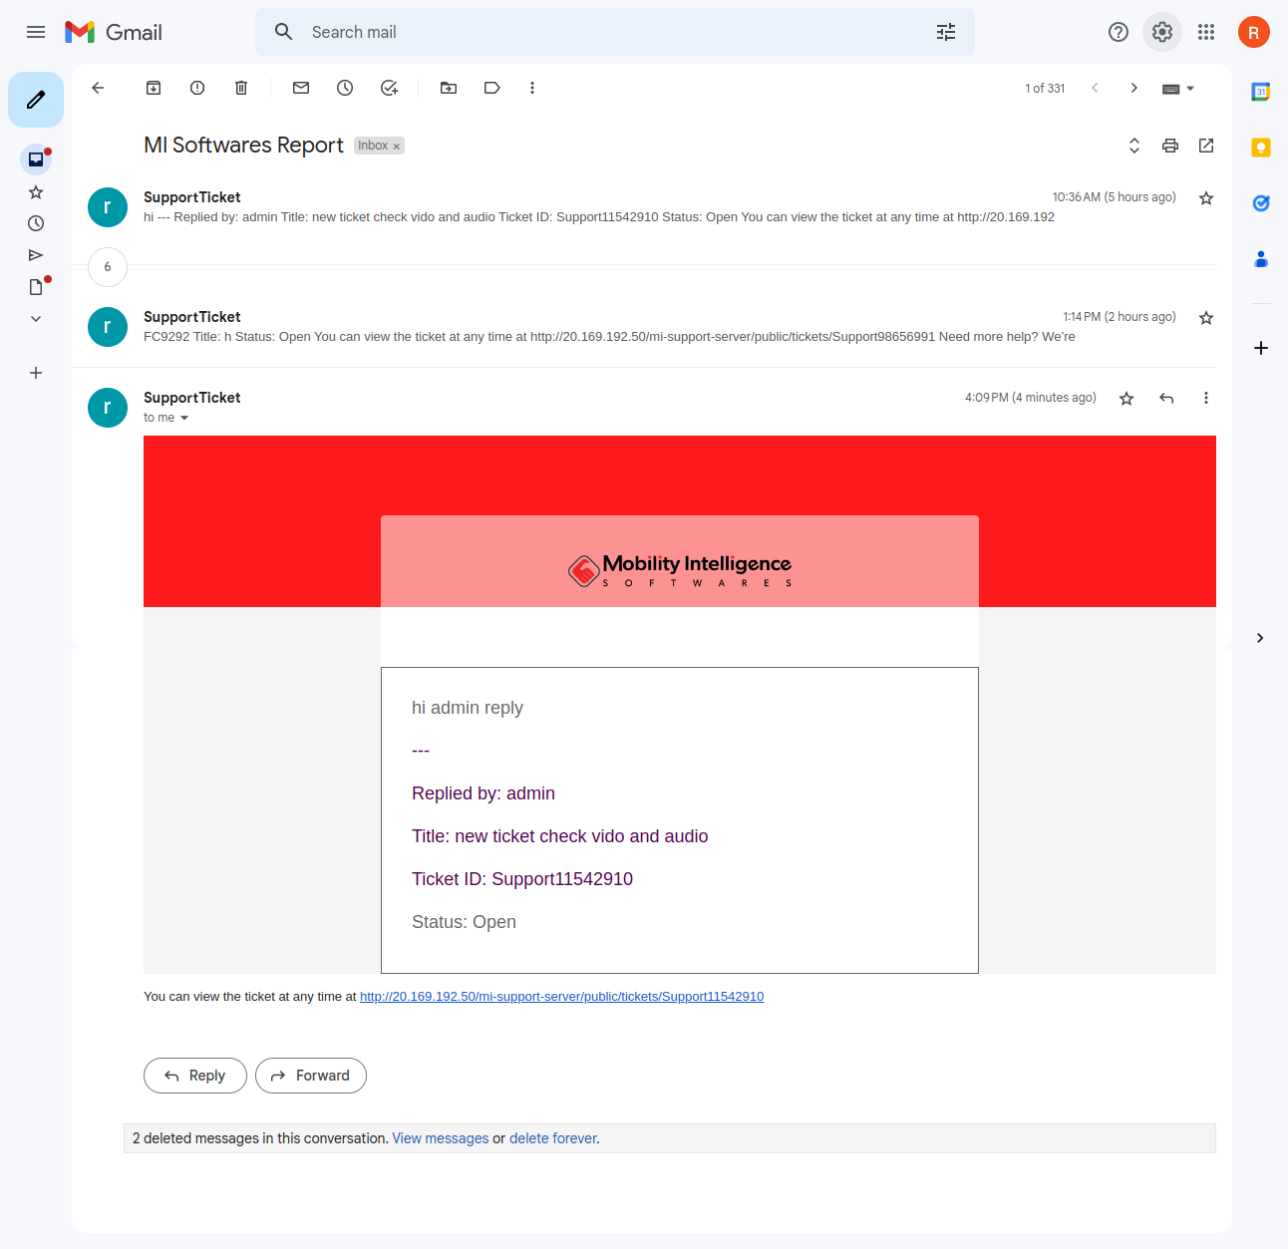 Gmail
Search mail
R
31
1 of 331
MI Softwares Report
Inbox ×
r
SupportTicket
10:36 AM (5 hours ago)
hi --- Replied by: admin Title: new ticket check vido and audio Ticket ID: Support11542910 Status: Open You can view the ticket at any time at http://20.169.192
6
r
SupportTicket
1:14 PM (2 hours ago)
FC9292 Title: h Status: Open You can view the ticket at any time at http://20.169.192.50/mi-support-server/public/tickets/Support98656991 Need more help? We're
r
SupportTicket
4:09 PM (4 minutes ago)
to me
Mobility Intelligence
SOFTWARES
hi admin reply
---
Replied by: admin
Title: new ticket check vido and audio
Ticket ID: Support11542910
Status: Open
You can view the ticket at any time at http://20.169.192.50/mi-support-server/public/tickets/Support11542910
Reply
Forward
2 deleted messages in this conversation. View messages or delete forever.